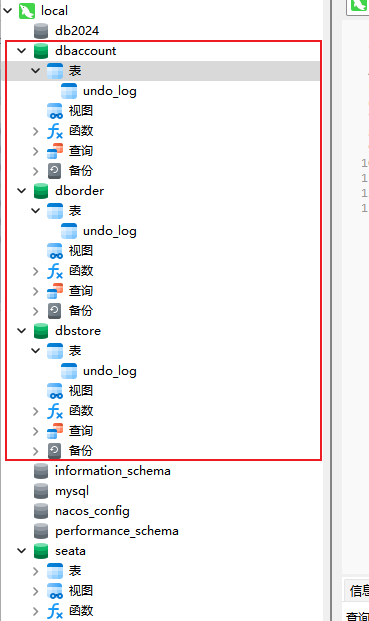 local
db2024
dbaccount
表
undo_log
视图
函数
查询
备份
dborder
表
undo_log
视图
函数
查询
备份
dbstore
表
undo_log
视图
函数
查询
备份
information_schema
mysql
nacos_config
performance_schema
seata
表
视图
函数